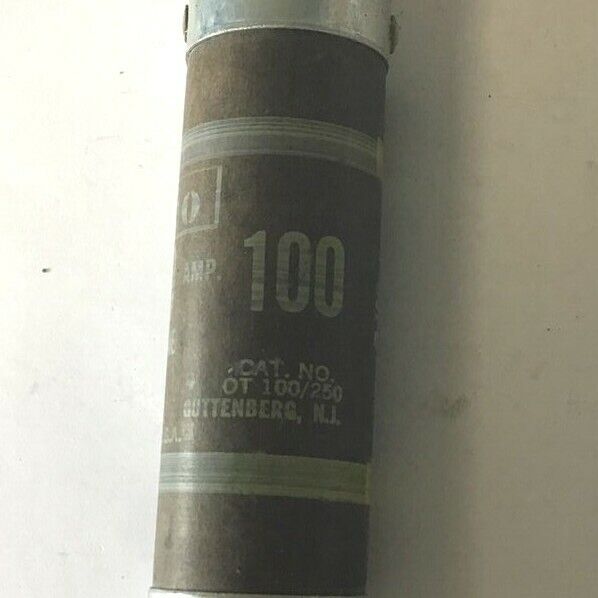 AMP. 100
CAT. NO.
OT 100/250
GUTTENBERG, N.J.